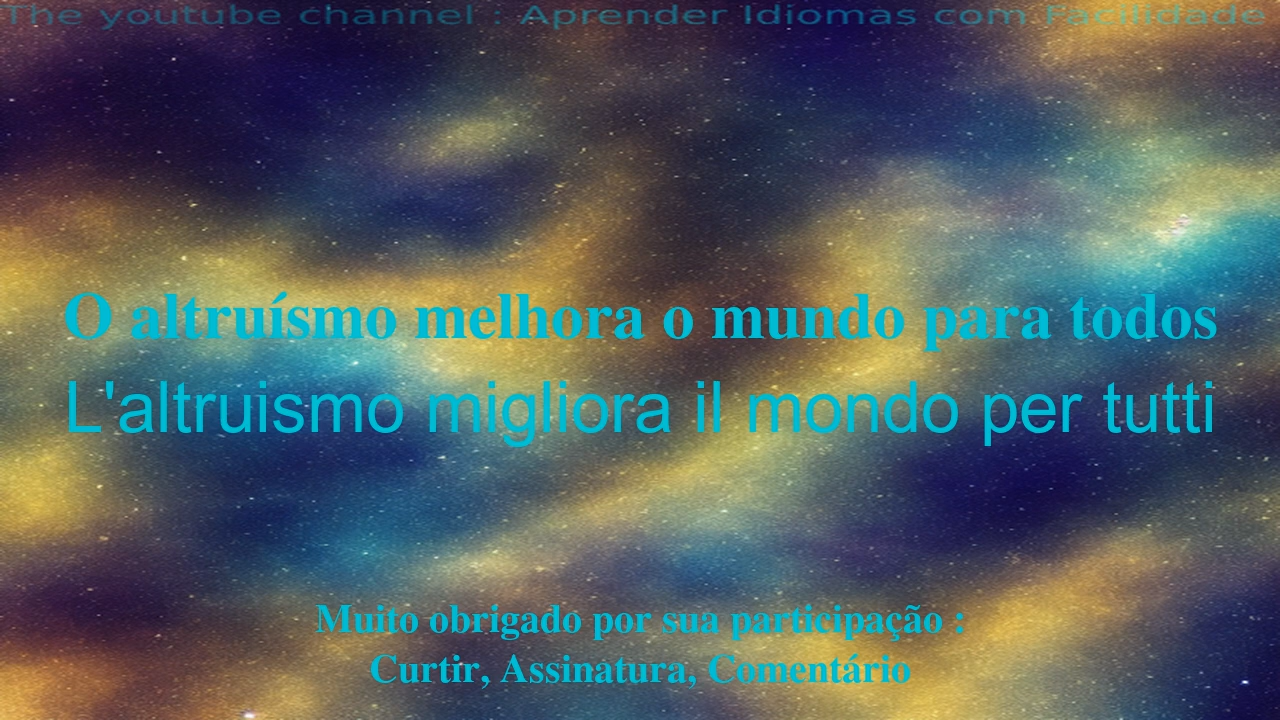 The youtube channel : Aprender Idiomas com Facilidade
O altruísmo melhora o mundo para todos
L'altruismo migliora il mondo per tutti
Muito obrigado por sua participação :
Curtir, Assinatura, Comentário